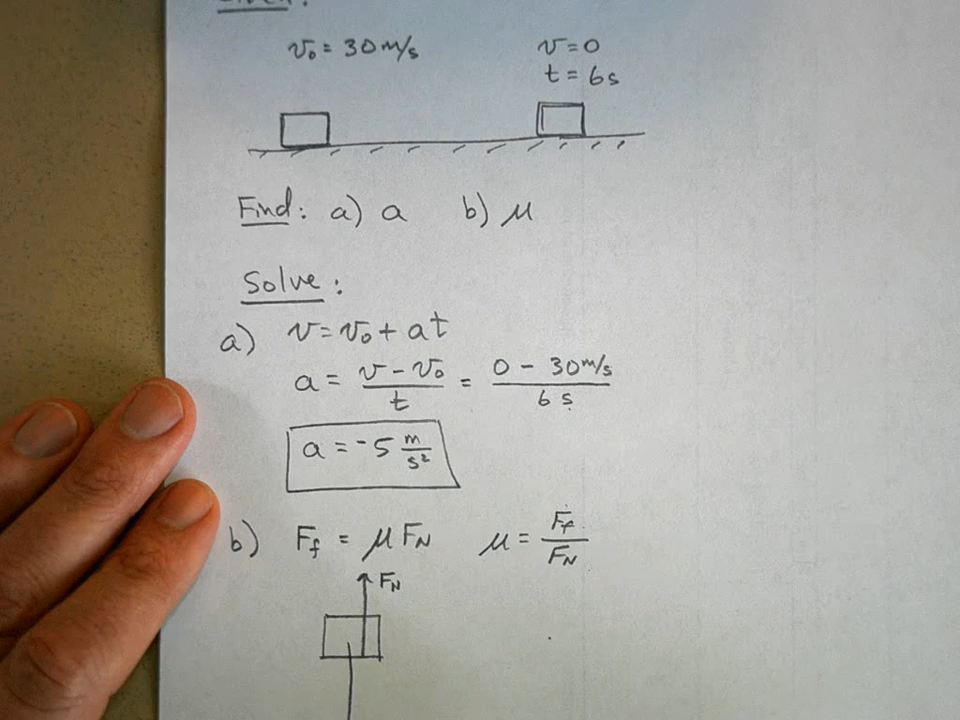 v₀ = 30 m/s
v = 0
t = 6s
Find: a) a b) μ
Solve:
a) v = v₀ + at
a = (v - v₀)/t = (0 - 30 m/s)/(6 s)
a = -5 m/s²
b) F_f = μ F_N μ = F_f/F_N
F_N